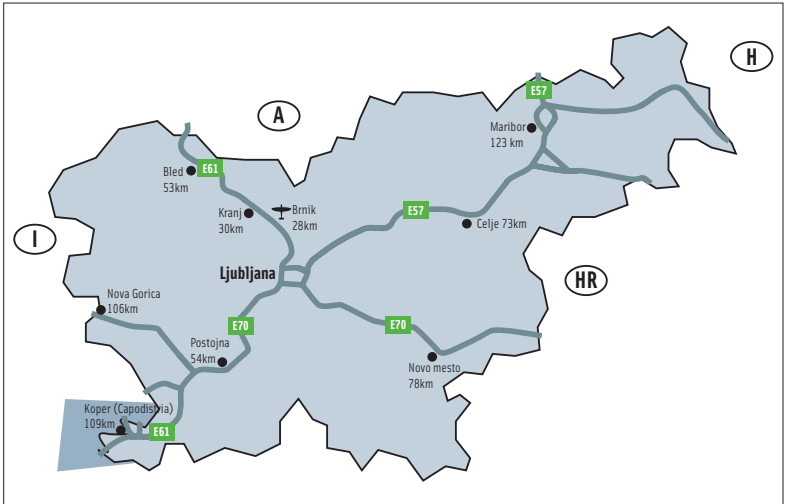 H
E57
A
Maribor
123 km
Bled
53km
E61
Kranj
30km
Brnik
28km
E57
Celje 73km
I
Ljubljana
HR
Nova Gorica
106km
E70
E70
Postojna
54km
Novo mesto
78km
Koper (Capodistria)
109km
E61